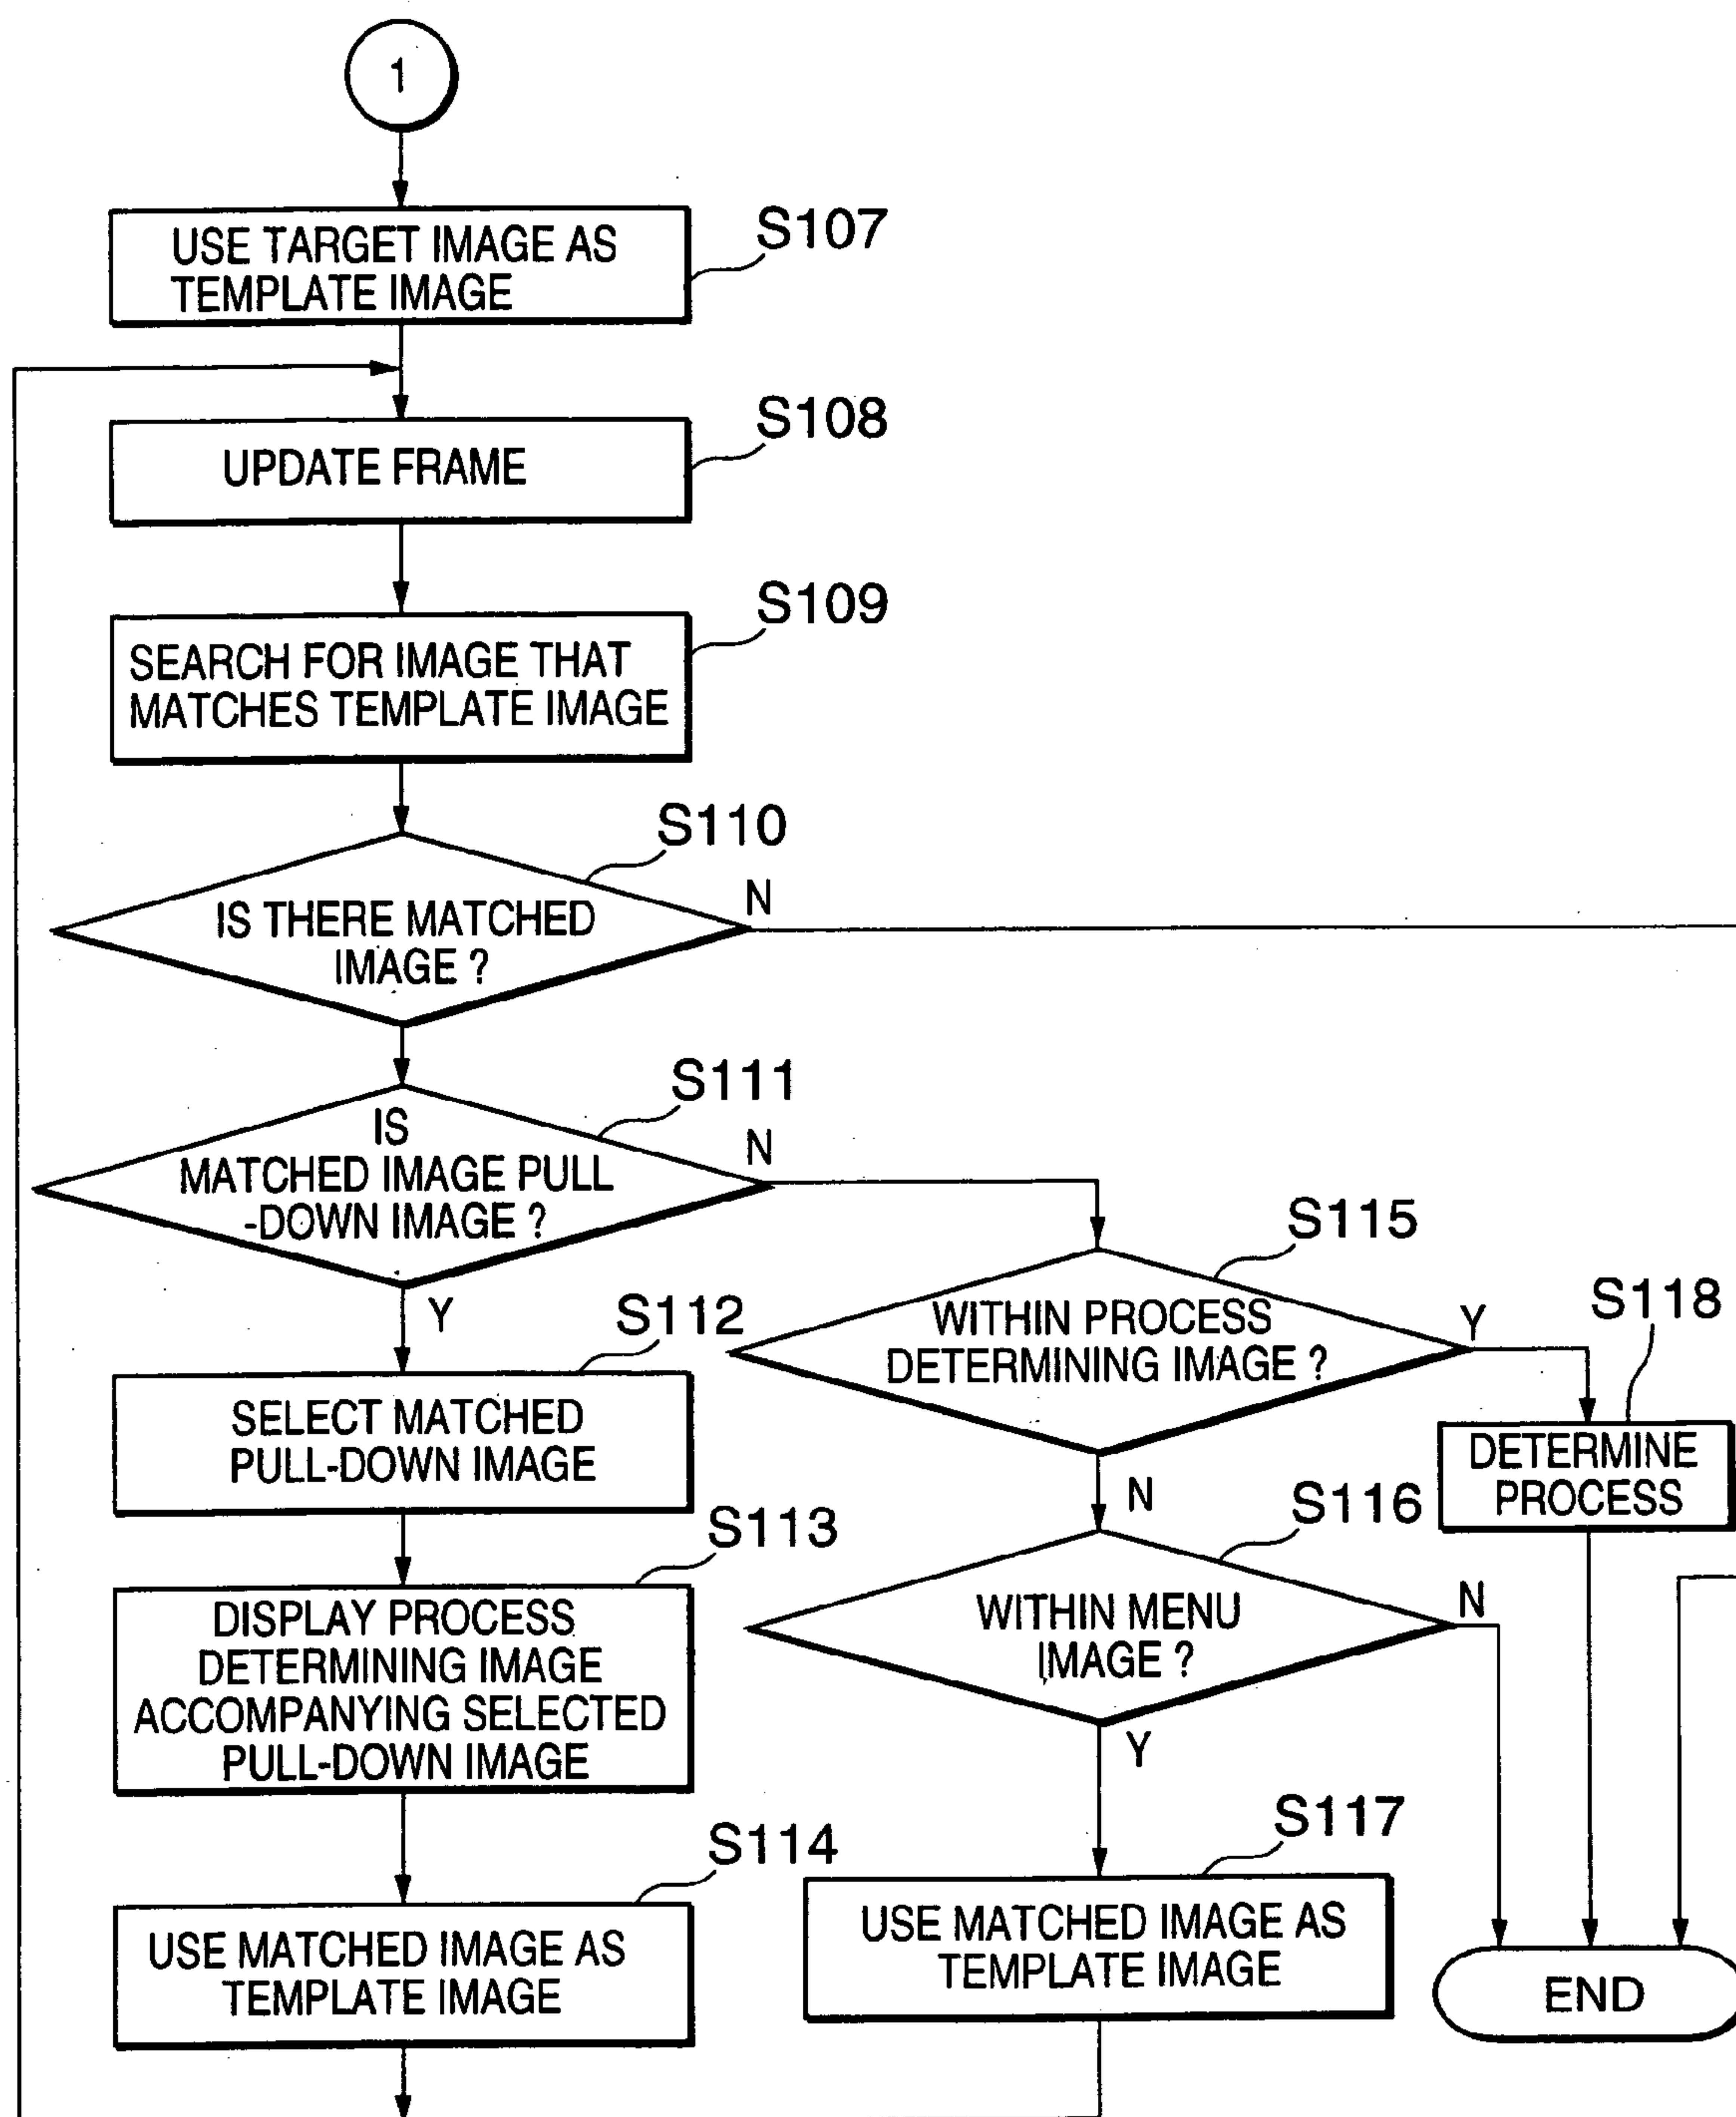 1
USE TARGET IMAGE AS
TEMPLATE IMAGE
S107
UPDATE FRAME
S108
SEARCH FOR IMAGE THAT
MATCHES TEMPLATE IMAGE
S109
IS THERE MATCHED
IMAGE ?
S110
N
IS
MATCHED IMAGE PULL
-DOWN IMAGE ?
S111
N
Y
SELECT MATCHED
PULL-DOWN IMAGE
S112
DISPLAY PROCESS
DETERMINING IMAGE
ACCOMPANYING SELECTED
PULL-DOWN IMAGE
S113
USE MATCHED IMAGE AS
TEMPLATE IMAGE
S114
WITHIN PROCESS
DETERMINING IMAGE ?
S115
Y
N
DETERMINE
PROCESS
S118
WITHIN MENU
IMAGE ?
S116
N
Y
USE MATCHED IMAGE AS
TEMPLATE IMAGE
S117
END